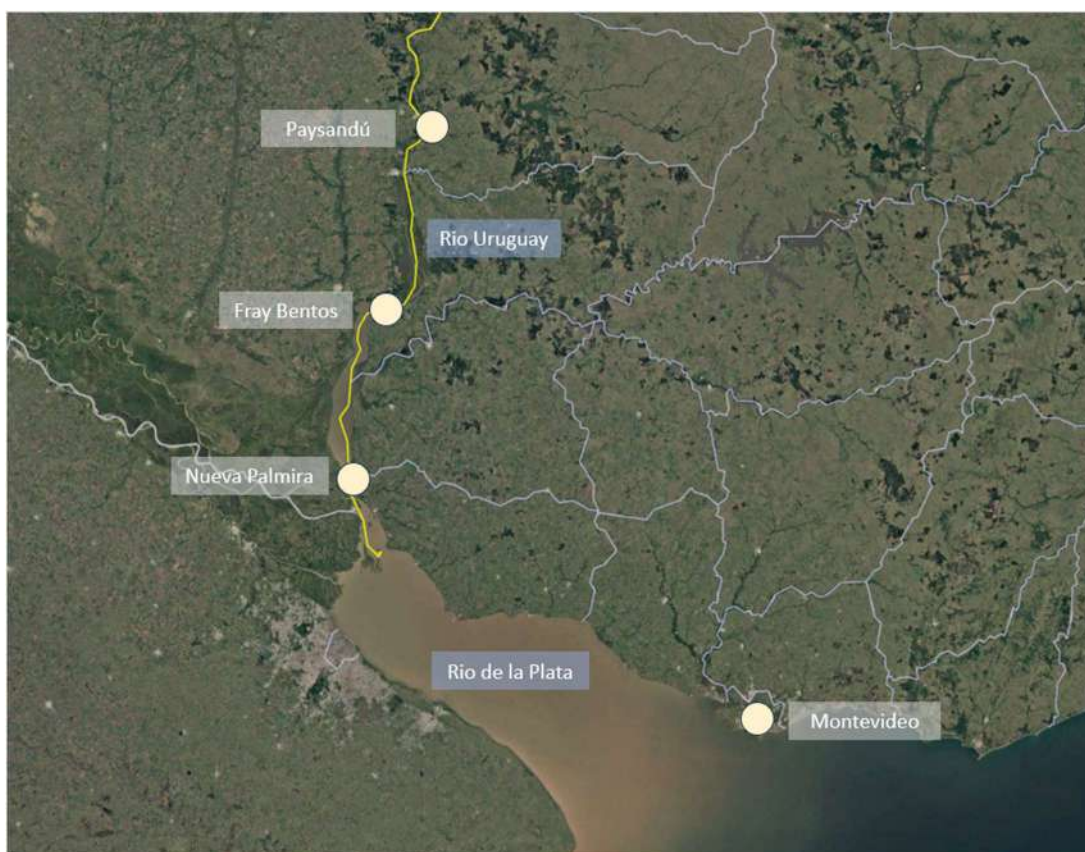 Paysandú
Rio Uruguay
Fray Bentos
Nueva Palmira
Rio de la Plata
Montevideo